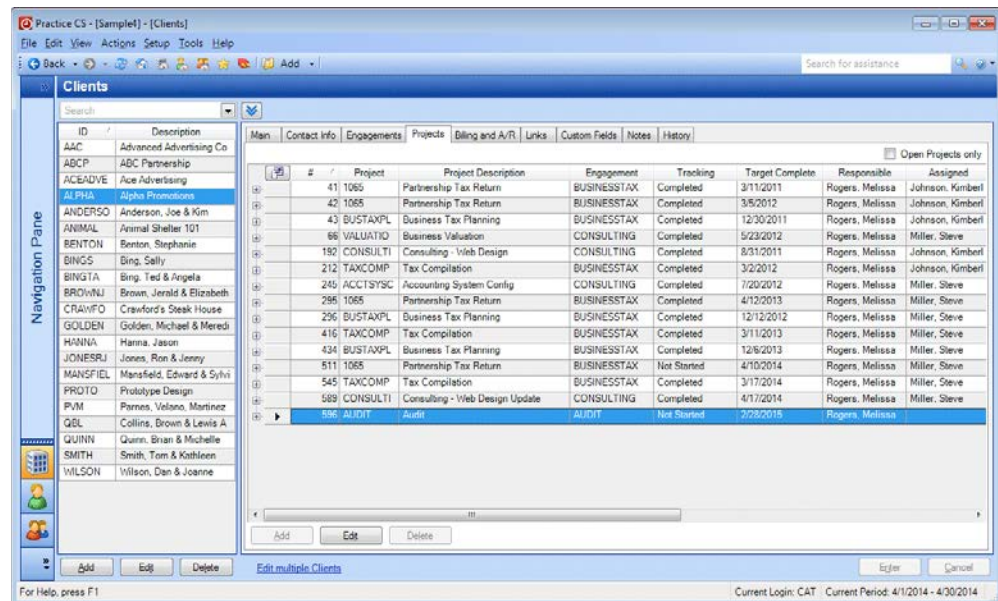 Practice CS - [Sample4] - [Clients]
File Edit View Actions Setup Tools Help
Back Add Search for assistance
Clients
Search
ID Description
AAC Advanced Advertising Co
ABCP ABC Partnership
ACEADVE Ace Advertising
ALPHA Alpha Promotions
ANDERSO Anderson, Joe & Kim
ANIMAL Animal Shelter 101
BENTON Benton, Stephanie
BINGS Bing, Sally
BINGTA Bing, Ted & Angela
BROWNJ Brown, Jerald & Elizabeth
CRAWFO Crawford's Steak House
GOLDEN Golden, Michael & Meredi
HANNA Hanna, Jason
JONESRJ Jones, Ron & Jenny
MANSFIEL Mansfield, Edward & Sylvi
PROTO Prototype Design
PVM Parnes, Velano, Martinez
QBL Collins, Brown & Lewis A
QUINN Quinn, Brian & Michelle
SMITH Smith, Tom & Kathleen
WILSON Wilson, Dan & Joanne
Navigation Pane
Main Contact Info Engagements Projects Billing and A/R Links Custom Fields Notes History
Open Projects only
# Project Project Description Engagement Tracking Target Complete Responsible Assigned
41 1065 Partnership Tax Return BUSINESSTAX Completed 3/11/2011 Rogers, Melissa Johnson, Kimberl
42 1065 Partnership Tax Return BUSINESSTAX Completed 3/5/2012 Rogers, Melissa Johnson, Kimberl
43 BUSTAXPL Business Tax Planning BUSINESSTAX Completed 12/30/2011 Rogers, Melissa Johnson, Kimberl
66 VALUATIO Business Valuation CONSULTING Completed 5/23/2012 Rogers, Melissa Miller, Steve
192 CONSULTI Consulting - Web Design CONSULTING Completed 8/31/2011 Rogers, Melissa Johnson, Kimberl
212 TAXCOMP Tax Compilation BUSINESSTAX Completed 3/2/2012 Rogers, Melissa Johnson, Kimberl
245 ACCTSYSC Accounting System Config CONSULTING Completed 7/20/2012 Rogers, Melissa Miller, Steve
295 1065 Partnership Tax Return BUSINESSTAX Completed 4/12/2013 Rogers, Melissa Miller, Steve
296 BUSTAXPL Business Tax Planning BUSINESSTAX Completed 12/12/2012 Rogers, Melissa Miller, Steve
416 TAXCOMP Tax Compilation BUSINESSTAX Completed 3/11/2013 Rogers, Melissa Miller, Steve
434 BUSTAXPL Business Tax Planning BUSINESSTAX Completed 12/6/2013 Rogers, Melissa Miller, Steve
511 1065 Partnership Tax Return BUSINESSTAX Not Started 4/10/2014 Rogers, Melissa Miller, Steve
545 TAXCOMP Tax Compilation BUSINESSTAX Completed 3/17/2014 Rogers, Melissa Miller, Steve
589 CONSULTI Consulting - Web Design Update CONSULTING Completed 4/17/2014 Rogers, Melissa Miller, Steve
596 AUDIT Audit AUDIT Not Started 2/28/2015 Rogers, Melissa
Add Edit Delete
Add Edit Delete Edit multiple Clients Enter Cancel
For Help, press F1 Current Login: CAT Current Period: 4/1/2014 - 4/30/2014